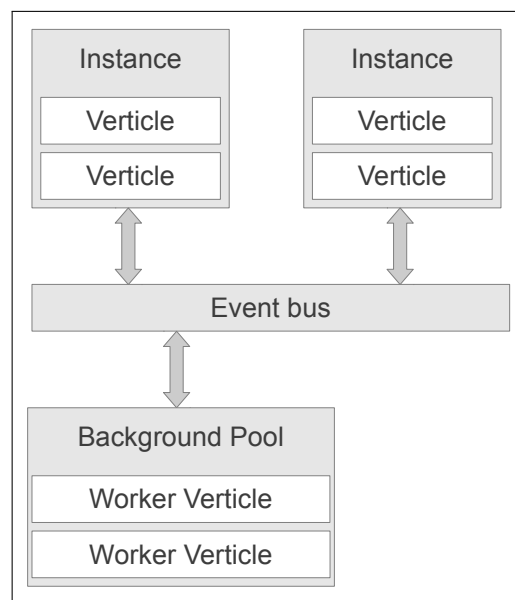 Instance
Verticle
Verticle
Instance
Verticle
Verticle
Event bus
Background Pool
Worker Verticle
Worker Verticle